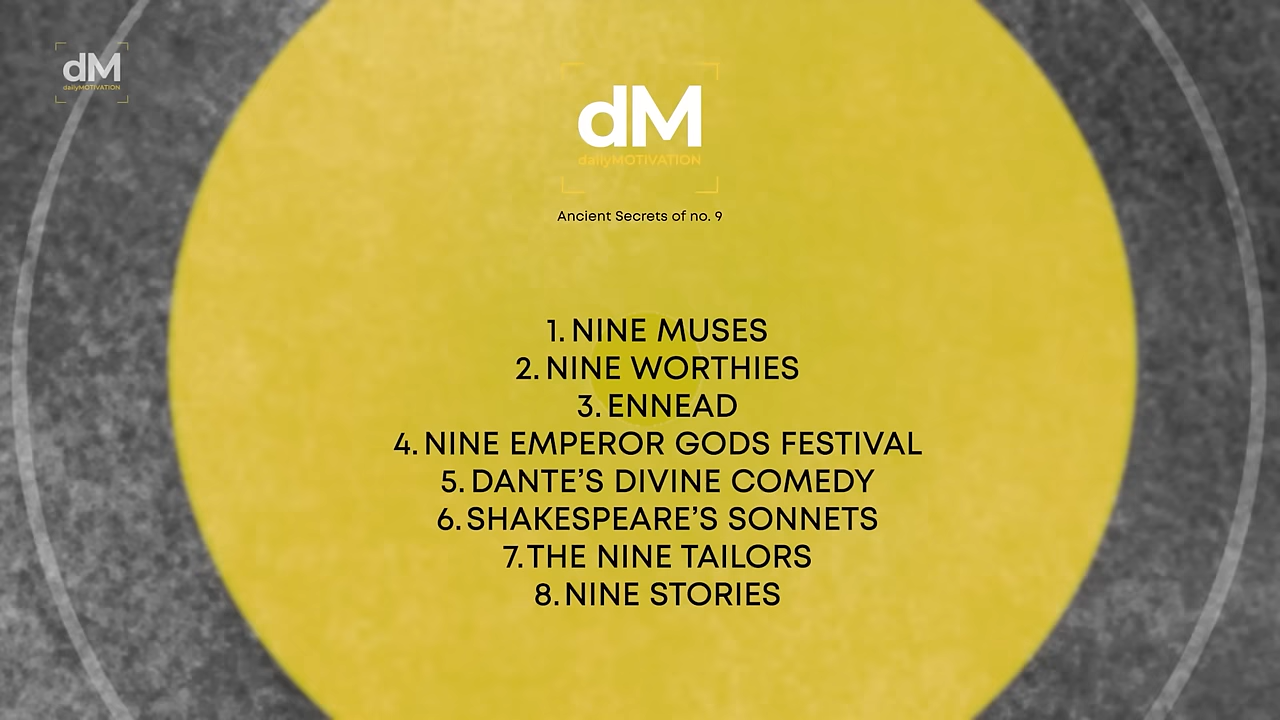 dM
dailyMOTIVATION
dM
dailyMOTIVATION
Ancient Secrets of no. 9
1. NINE MUSES
2. NINE WORTHIES
3. ENNEAD
4. NINE EMPEROR GODS FESTIVAL
5. DANTE’S DIVINE COMEDY
6. SHAKESPEARE’S SONNETS
7. THE NINE TAILORS
8. NINE STORIES